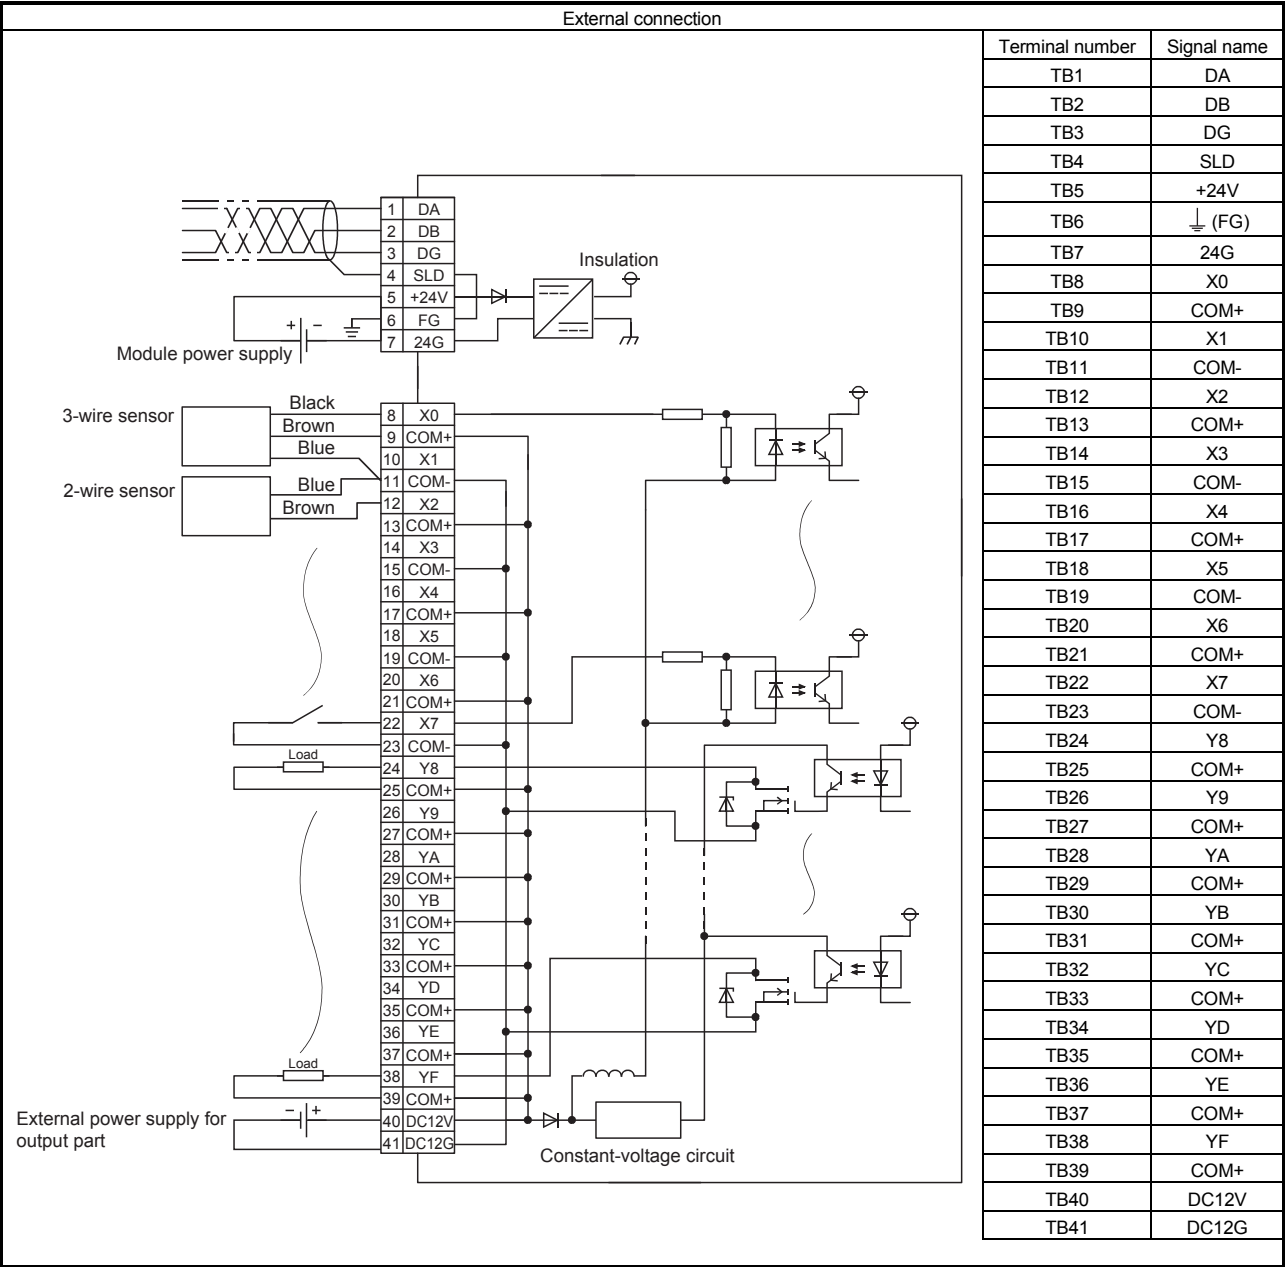 External connection
Terminal number Signal name
TB1 DA
TB2 DB
TB3 DG
TB4 SLD
TB5 +24V
TB6 ⏚ (FG)
TB7 24G
TB8 X0
TB9 COM+
TB10 X1
TB11 COM-
TB12 X2
TB13 COM+
TB14 X3
TB15 COM-
TB16 X4
TB17 COM+
TB18 X5
TB19 COM-
TB20 X6
TB21 COM+
TB22 X7
TB23 COM-
TB24 Y8
TB25 COM+
TB26 Y9
TB27 COM+
TB28 YA
TB29 COM+
TB30 YB
TB31 COM+
TB32 YC
TB33 COM+
TB34 YD
TB35 COM+
TB36 YE
TB37 COM+
TB38 YF
TB39 COM+
TB40 DC12V
TB41 DC12G
1 DA
2 DB
3 DG
4 SLD
5 +24V
6 FG
7 24G
Insulation
+ −
Module power supply
3-wire sensor
Black
Brown
Blue
2-wire sensor
Blue
Brown
8 X0
9 COM+
10 X1
11 COM-
12 X2
13 COM+
14 X3
15 COM-
16 X4
17 COM+
18 X5
19 COM-
20 X6
21 COM+
22 X7
23 COM-
Load
24 Y8
25 COM+
26 Y9
27 COM+
28 YA
29 COM+
30 YB
31 COM+
32 YC
33 COM+
34 YD
35 COM+
36 YE
37 COM+
Load
38 YF
39 COM+
40 DC12V
41 DC12G
− +
External power supply for
output part
Constant-voltage circuit